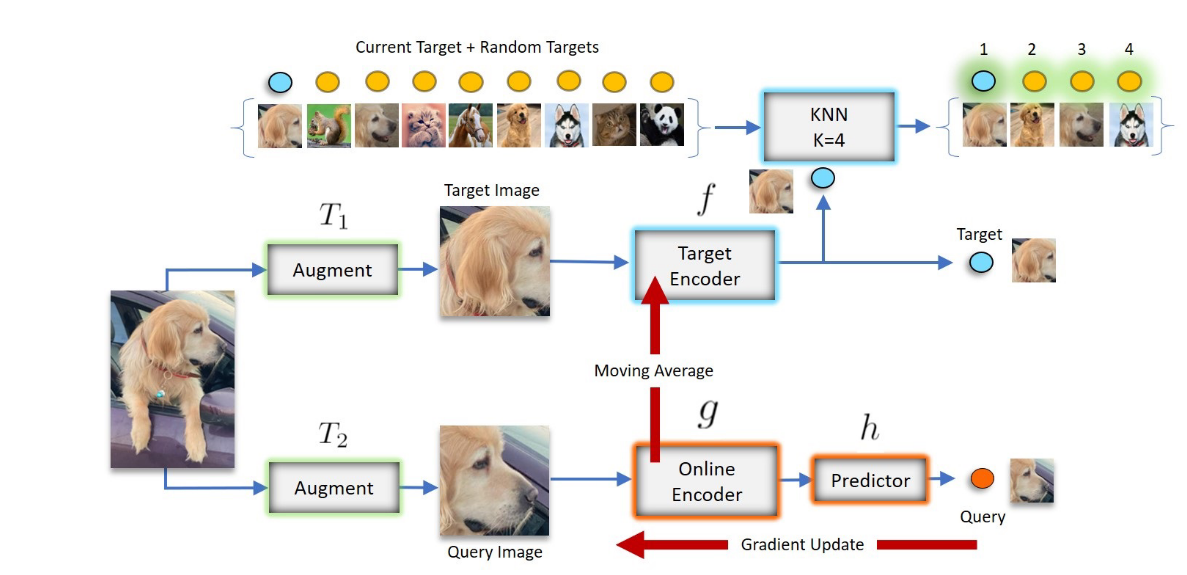 Current Target + Random Targets
1 2 3 4
KNN
K=4
Target Image
f
T1
Augment
Target
Encoder
Target
Moving Average
g
T2
h
Augment
Online
Encoder
Predictor
Query
Query Image
Gradient Update